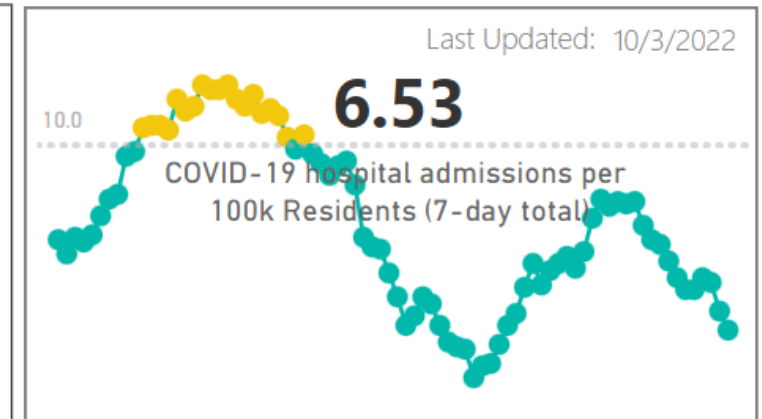 Last Updated: 10/3/2022
6.53
10.0
COVID-19 hospital admissions per
100k Residents (7-day total)